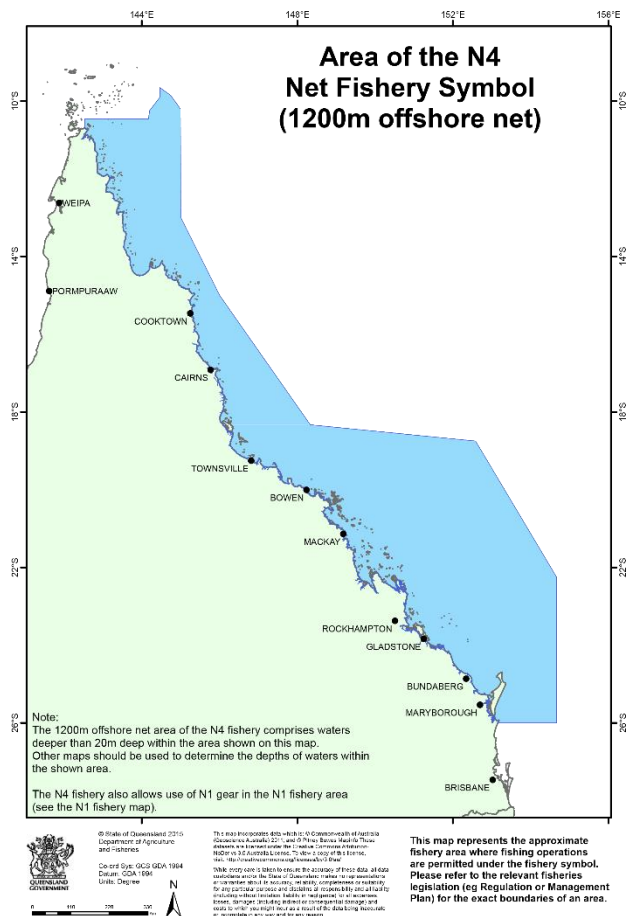 144°E
148°S
152°E
156°E
Area of the N4
Net Fishery Symbol
(1200m offshore net)
10°S
10°S
WEIPA
14°S
14°S
PORMPURAAW
COOKTOWN
CAIRNS
18°S
18°S
TOWNSVILLE
BOWEN
MACKAY
22°S
22°S
ROCKHAMPTON
GLADSTONE
BUNDABERG
MARYBOROUGH
26°S
26°S
Note:
The 1200m offshore net area of the N4 fishery comprises waters
deeper than 20m deep within the area shown on this map.
Other maps should be used to determine the depths of waters within
the shown area.
BRISBANE
The N4 fishery also allows use of N1 gear in the N1 fishery area
(see the N1 fishery map).
QUEENSLAND
GOVERNMENT
© State of Queensland 2015
Department of Agriculture
and Fisheries
Co-ord Sys: GCS GDA 1994
Datum: GDA 1994
Units: Degree
N
0
110
220
330
This map represents the approximate
fishery area where fishing operations
are permitted under the fishery symbol.
Please refer to the relevant fisheries
legislation (eg Regulation or Management
Plan) for the exact boundaries of an area.